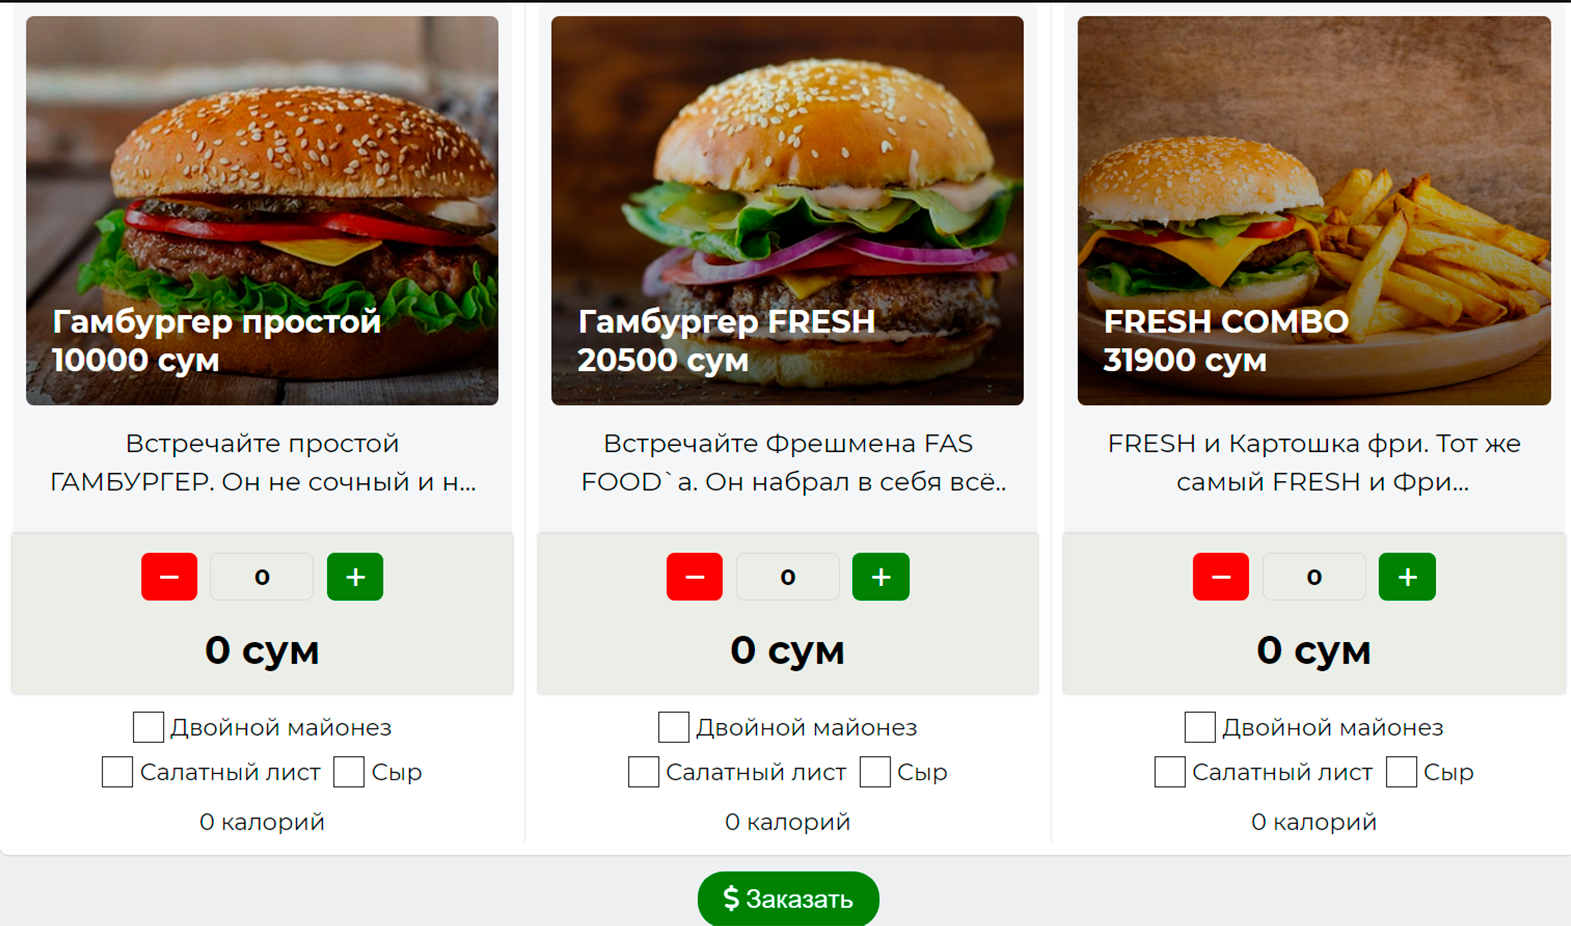 Гамбургер простой
10000 сум
Встречайте простой
ГАМБУРГЕР. Он не сочный и н...
− 0 +
0 сум
Двойной майонез
Салатный лист Сыр
0 калорий
Гамбургер FRESH
20500 сум
Встречайте Фрешмена FAS
FOOD`а. Он набрал в себя всё..
− 0 +
0 сум
Двойной майонез
Салатный лист Сыр
0 калорий
FRESH COMBO
31900 сум
FRESH и Картошка фри. Тот же
самый FRESH и Фри...
− 0 +
0 сум
Двойной майонез
Салатный лист Сыр
0 калорий
$ Заказать